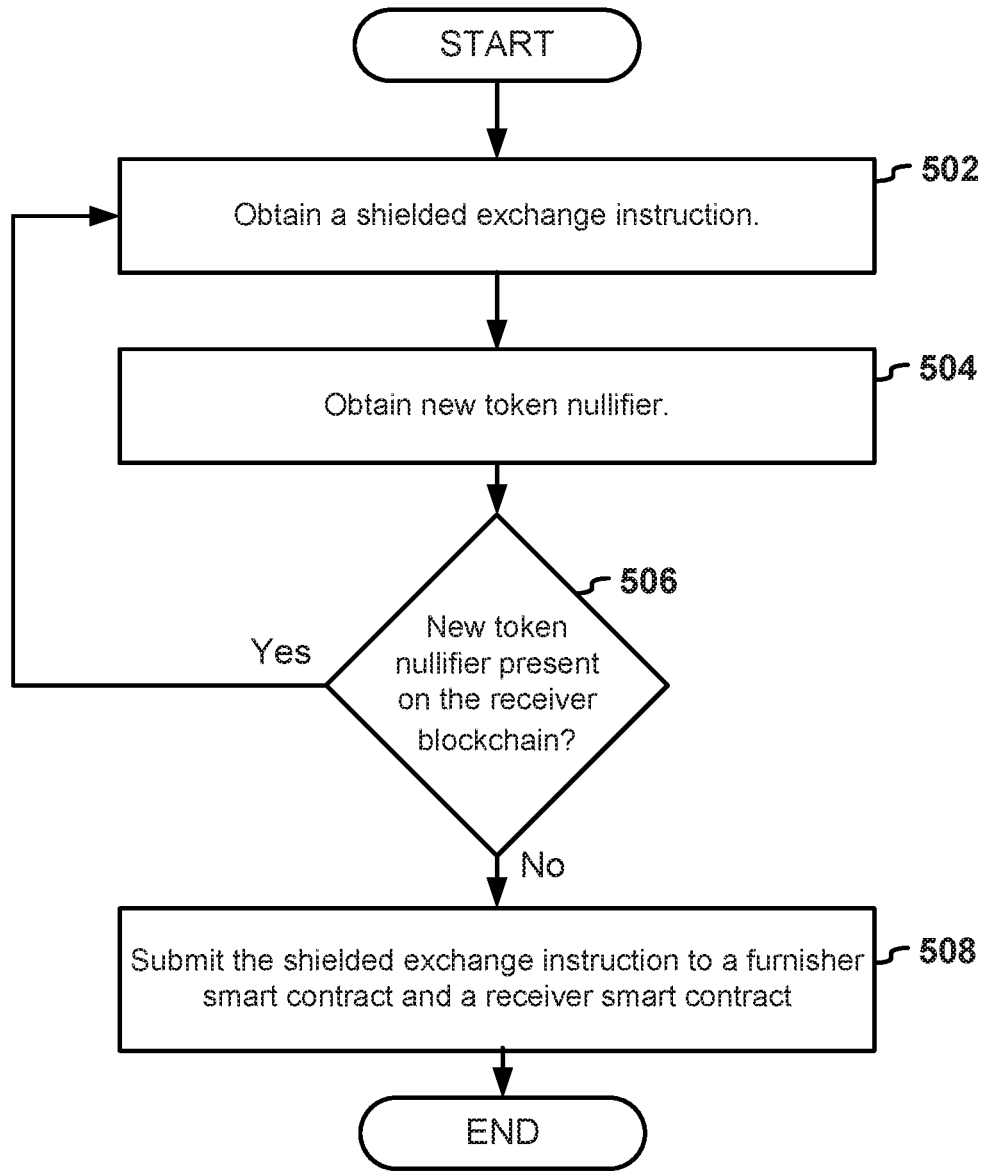 START
502
Obtain a shielded exchange instruction.
504
Obtain new token nullifier.
506
New token
nullifier present
on the receiver
blockchain?
Yes
No
508
Submit the shielded exchange instruction to a furnisher
smart contract and a receiver smart contract
END